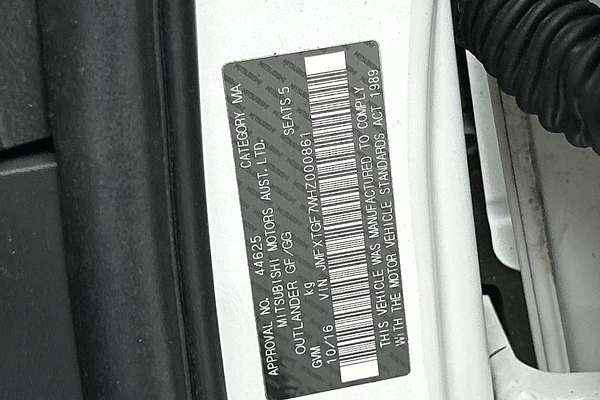 APPROVAL NO. 44625 CATEGORY MA
MITSUBISHI MOTORS AUST. LTD.
OUTLANDER GF/GG SEATS 5
GVM kg
10/16 VIN JMFXTGF7WHZ000861
THIS VEHICLE WAS MANUFACTURED TO COMPLY
WITH THE MOTOR VEHICLE STANDARDS ACT 1989